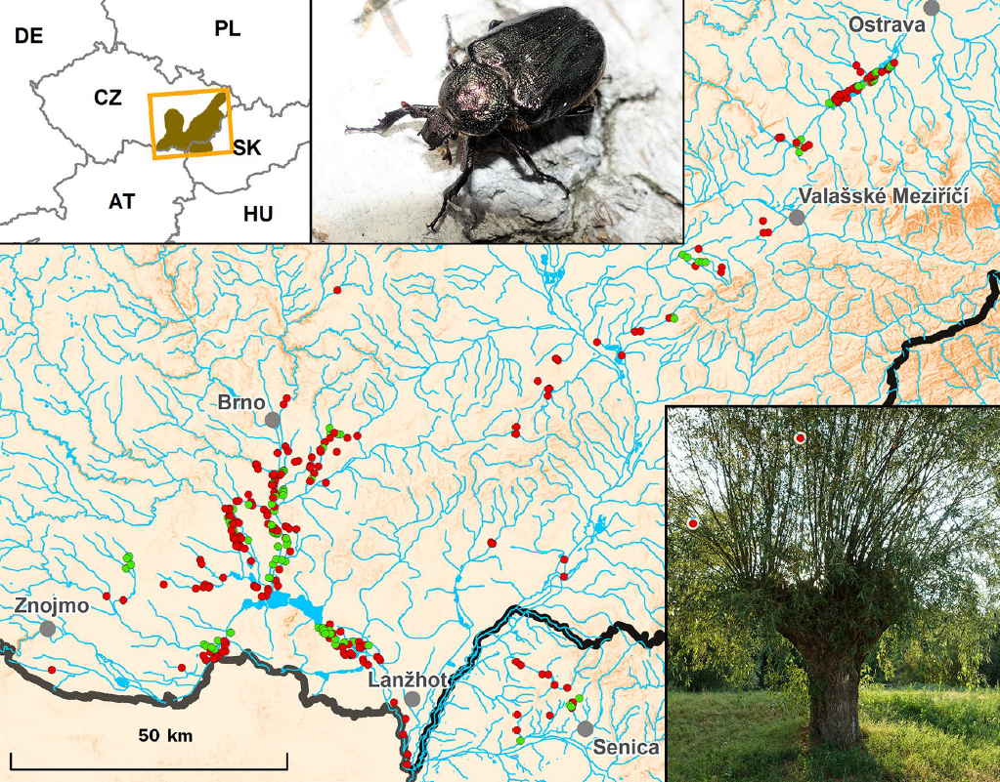 DE
PL
CZ
SK
AT
HU
Ostrava
Valašské Meziříčí
Brno
Znojmo
Lanžhot
Senica
50 km